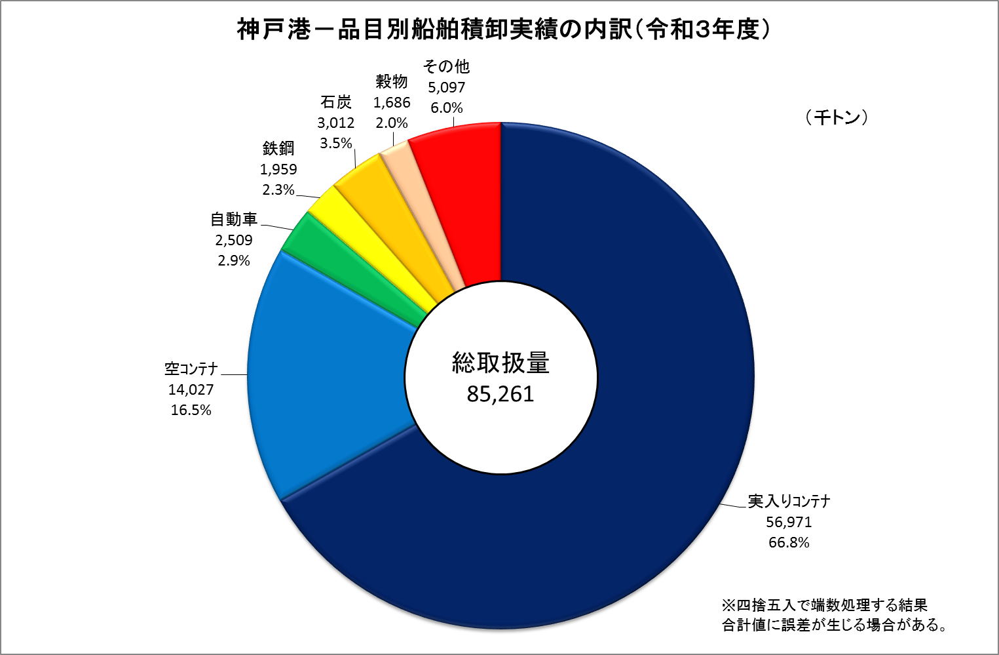 神戸港－品目別船舶積卸実績の内訳（令和３年度）
（千トン）
その他
5,097
6.0%
穀物
1,686
2.0%
石炭
3,012
3.5%
鉄鋼
1,959
2.3%
自動車
2,509
2.9%
空ｺﾝﾃﾅ
14,027
16.5%
総取扱量
85,261
実入りｺﾝﾃﾅ
56,971
66.8%
※四捨五入で端数処理する結果
合計値に誤差が生じる場合がある。